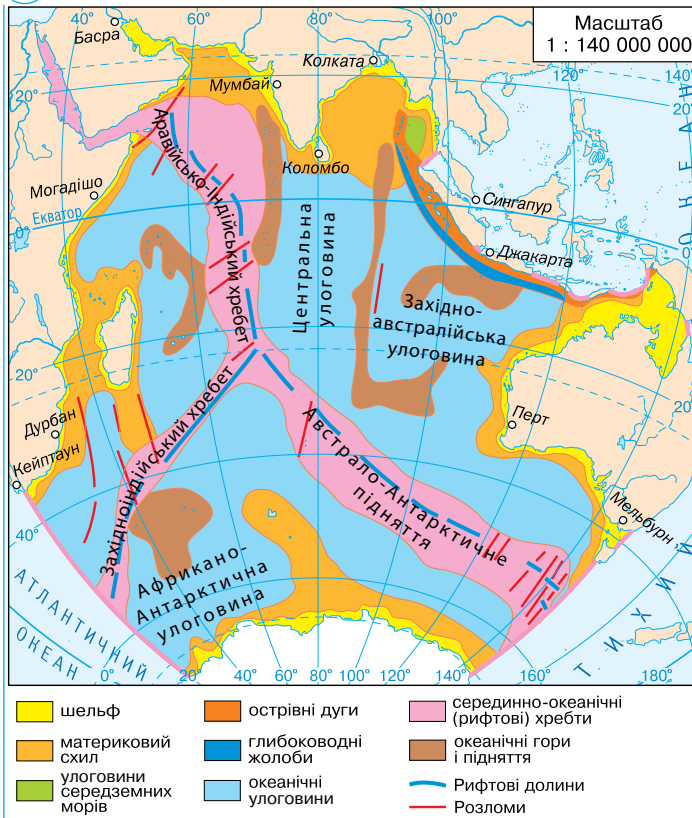 Масштаб
1 : 140 000 000
40°
60°
80°
100°
120°
140°
Басра
Колката
Мумбай
20°
20°
Коломбо
Аравійсько-Індійський хребет
Могадішо
Екватор
0°
0°
Сингапур
Джакарта
Центральна
улоговина
Західно-
австралійська
улоговина
20°
20°
Дурбан
Кейптаун
Західноіндійський хребет
Австрало-Антарктичне
підняття
Перт
Мельбурн
40°
Африкано-
Антарктична
улоговина
АТЛАНТИЧНИЙ
ОКЕАН
ТИХИЙ
ОКЕАН
0°
20°
40°
60°
80°
100°
120°
140°
160°
180°
шельф
материковий
схил
улоговини
середземних
морів
острівні дуги
глибоководні
жолоби
океанічні
улоговини
серединно-океанічні
(рифтові) хребти
океанічні гори
і підняття
Рифтові долини
Розломи